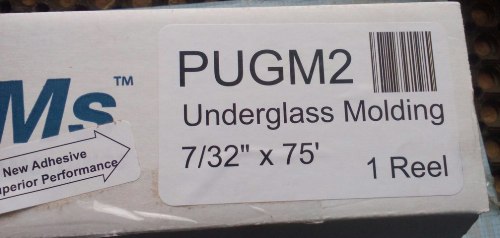 PUGM2
Underglass Molding
7/32" x 75'
1 Reel
Ms™
New Adhesive
perior Performance